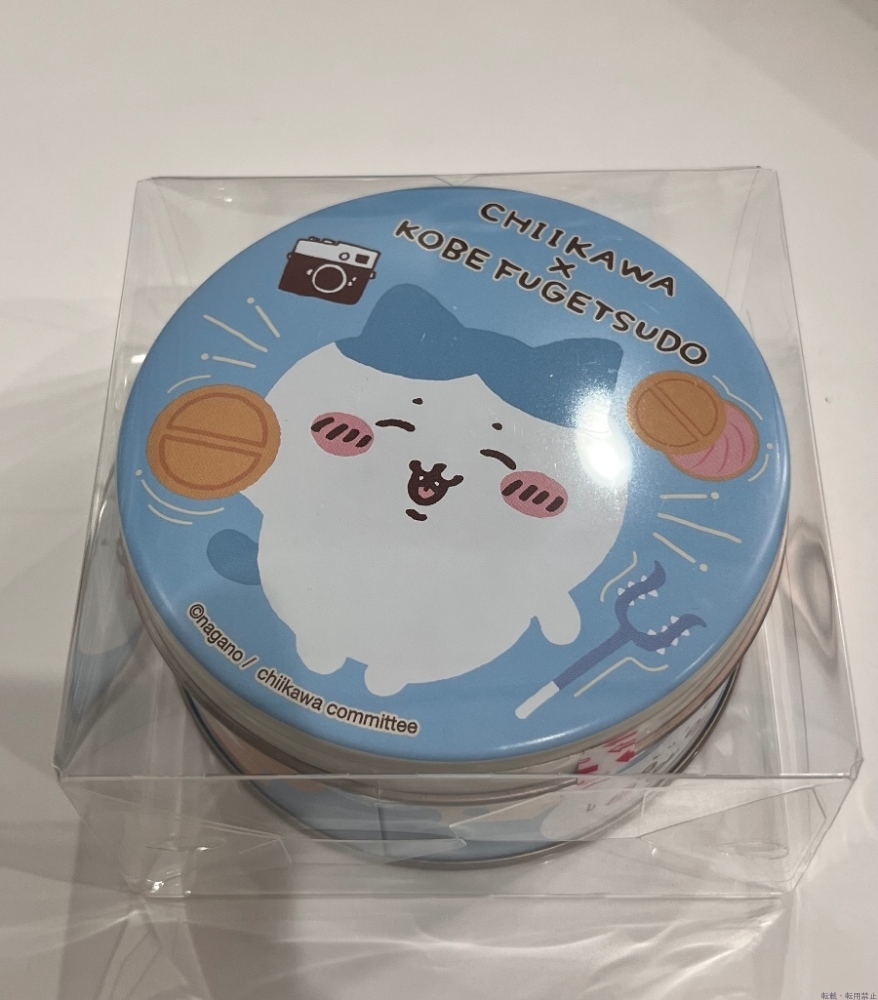 CHIIKAWA
×
KOBE FUGETSUDO
©nagano / chiikawa committee
転載・転用禁止